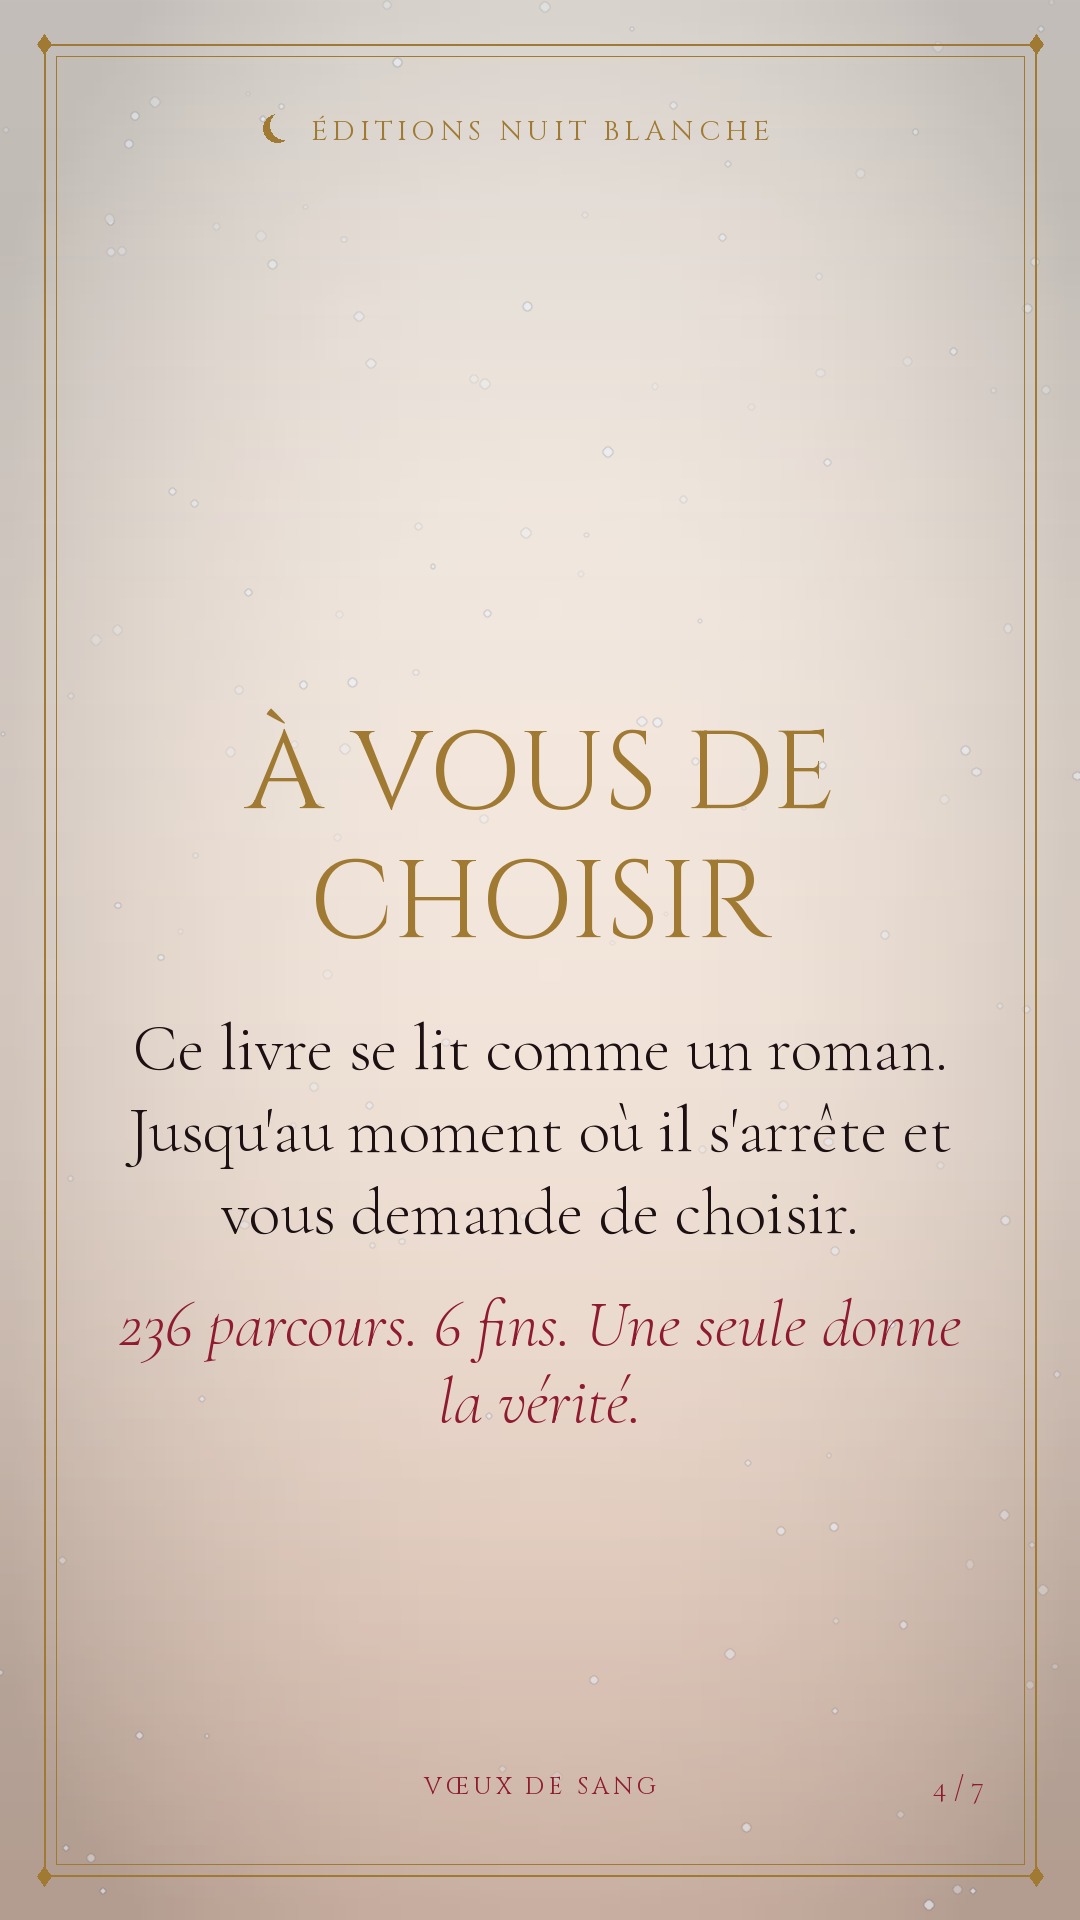 ÉDITIONS NUIT BLANCHE
À VOUS DE
CHOISIR
Ce livre se lit comme un roman.
Jusqu'au moment où il s'arrête et
vous demande de choisir.
236 parcours. 6 fins. Une seule donne
la vérité.
VŒUX DE SANG
4 / 7